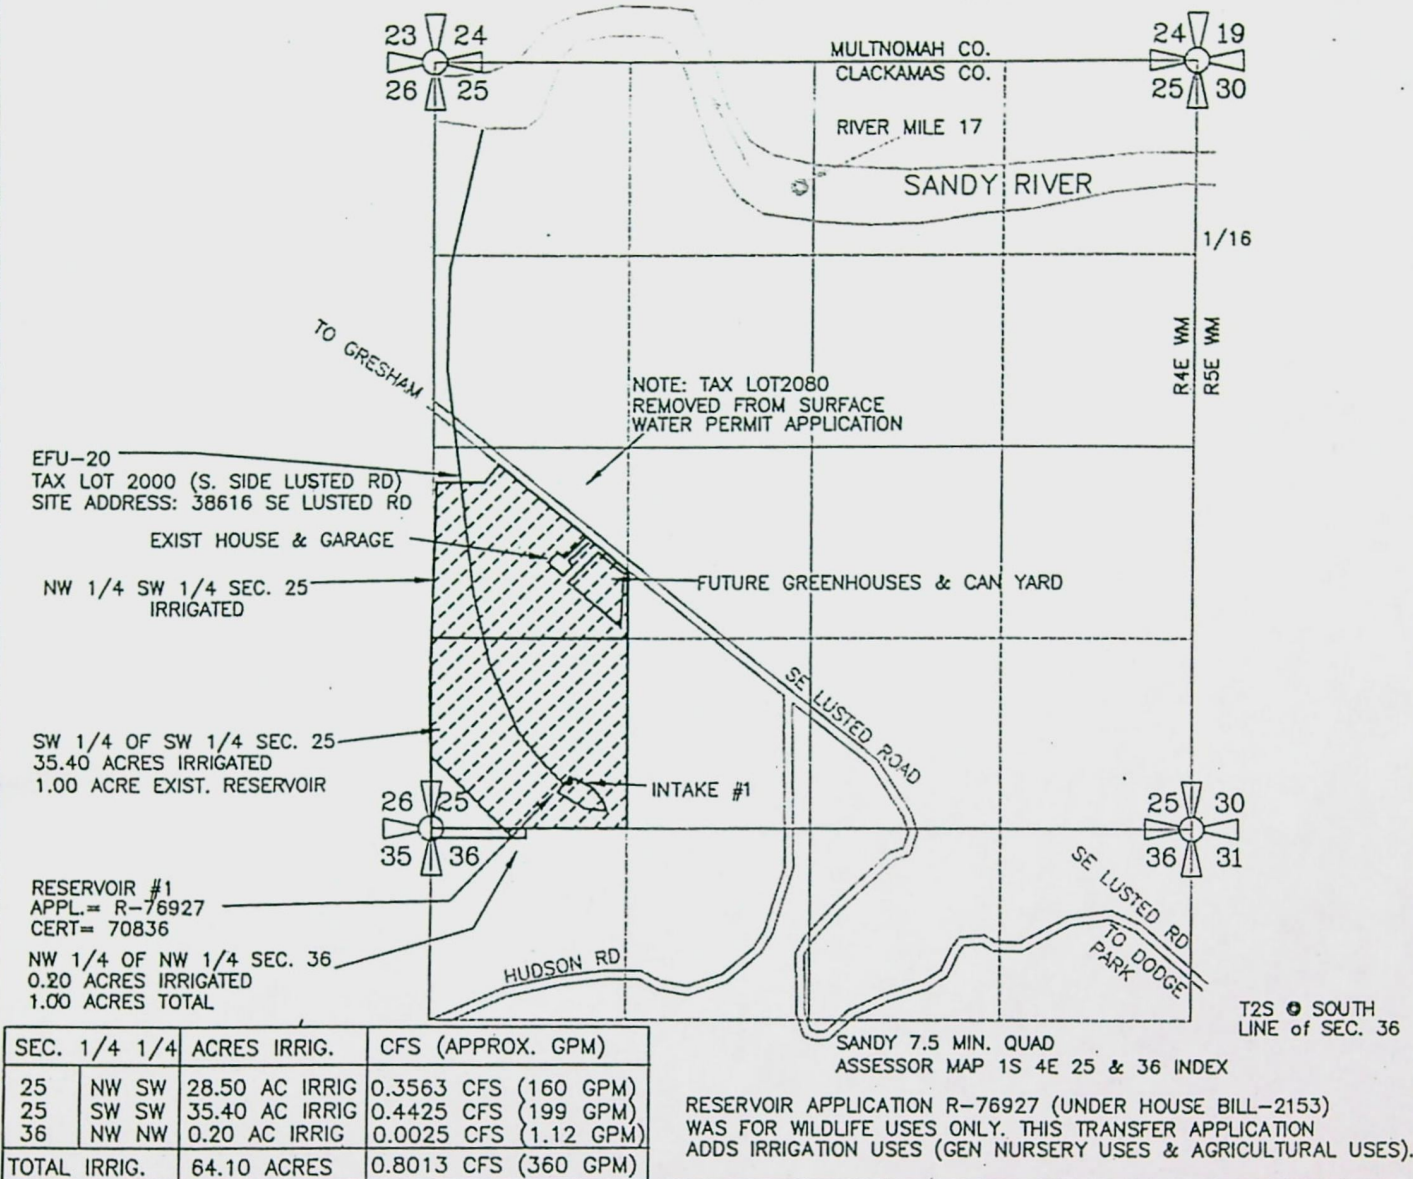 23 24
26 25
MULTNOMAH CO.
CLACKAMAS CO.
24 19
25 30
RIVER MILE 17
SANDY RIVER
1/16
R4E WM
R5E WM
TO GRESHAM
NOTE: TAX LOT2080
REMOVED FROM SURFACE
WATER PERMIT APPLICATION
EFU-20
TAX LOT 2000 (S. SIDE LUSTED RD)
SITE ADDRESS: 38616 SE LUSTED RD
EXIST HOUSE & GARAGE
NW 1/4 SW 1/4 SEC. 25
IRRIGATED
FUTURE GREENHOUSES & CAN YARD
SE LUSTED ROAD
SW 1/4 OF SW 1/4 SEC. 25
35.40 ACRES IRRIGATED
1.00 ACRE EXIST. RESERVOIR
INTAKE #1
26 25
35 36
25 30
36 31
RESERVOIR #1
APPL.= R-76927
CERT= 70836
NW 1/4 OF NW 1/4 SEC. 36
0.20 ACRES IRRIGATED
1.00 ACRES TOTAL
HUDSON RD
SE LUSTED RD
TO DODGE
PARK
T2S @ SOUTH
LINE of SEC. 36
SANDY 7.5 MIN. QUAD
ASSESSOR MAP 1S 4E 25 & 36 INDEX
SEC. 1/4 1/4 ACRES IRRIG. CFS (APPROX. GPM)
25 NW SW 28.50 AC IRRIG 0.3563 CFS (160 GPM)
25 SW SW 35.40 AC IRRIG 0.4425 CFS (199 GPM)
36 NW NW 0.20 AC IRRIG 0.0025 CFS (1.12 GPM)
TOTAL IRRIG. 64.10 ACRES 0.8013 CFS (360 GPM)
RESERVOIR APPLICATION R-76927 (UNDER HOUSE BILL-2153)
WAS FOR WILDLIFE USES ONLY. THIS TRANSFER APPLICATION
ADDS IRRIGATION USES (GEN NURSERY USES & AGRICULTURAL USES).